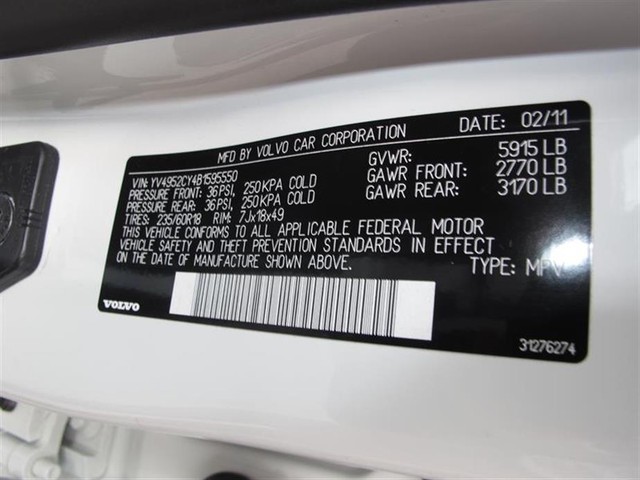 MFD BY VOLVO CAR CORPORATION DATE: 02/11
VIN: YV4952CY4B1595550 GVWR: 5915 LB
PRESSURE FRONT: 36PSI, 250KPA COLD GAWR FRONT: 2770 LB
PRESSURE REAR: 36PSI, 250 KPA COLD GAWR REAR: 3170 LB
TIRES: 235/60R18 RIM: 7Jx18x49
THIS VEHICLE CONFORMS TO ALL APPLICABLE FEDERAL MOTOR
VEHICLE SAFETY AND THEFT PREVENTION STANDARDS IN EFFECT
ON THE DATE OF MANUFACTURE SHOWN ABOVE. TYPE: MPV
VOLVO 31276274